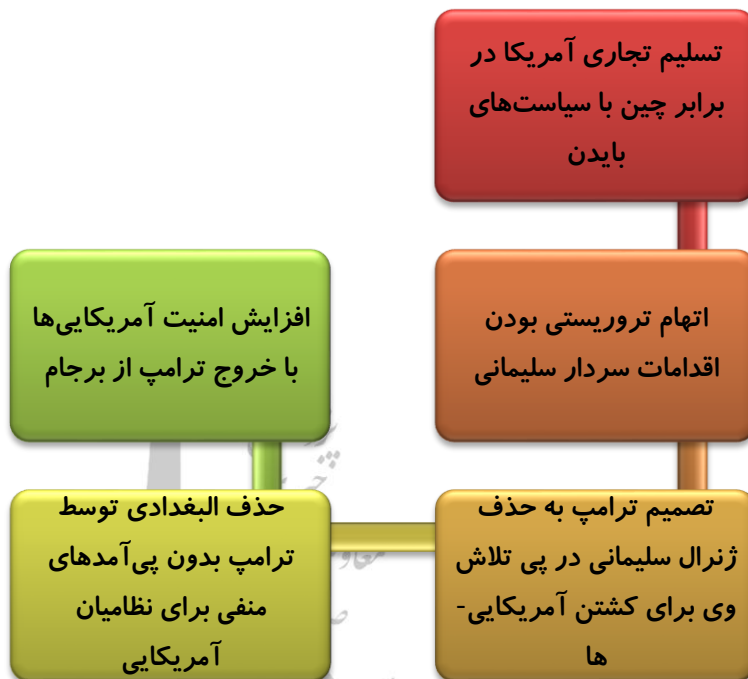 تسلیم تجاری آمریکا در
برابر چین با سیاست‌های
بایدن
اتهام تروریستی بودن
اقدامات سردار سلیمانی
تصمیم ترامپ به حذف
ژنرال سلیمانی در پی تلاش
وی برای کشتن آمریکایی-
ها
حذف البغدادی توسط
ترامپ بدون پی‌آمدهای
منفی برای نظامیان
آمریکایی
افزایش امنیت آمریکایی‌ها
با خروج ترامپ از برجام